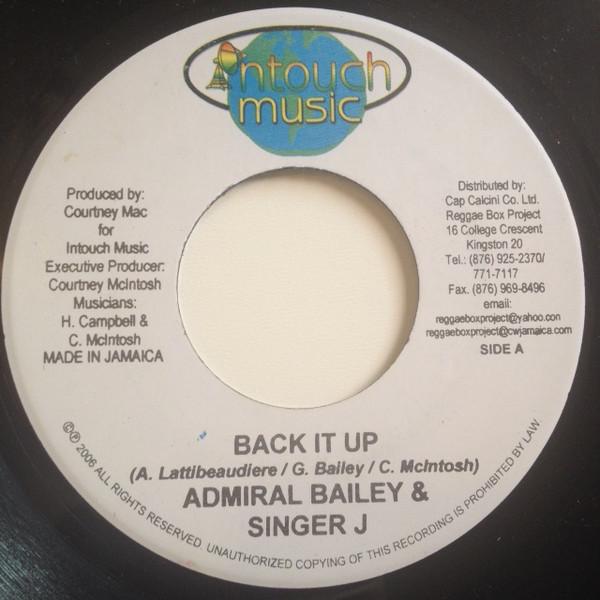 intouch
music
Produced by:
Courtney Mac
for
Intouch Music
Executive Producer:
Courtney McIntosh
Musicians:
H. Campbell &
C. McIntosh
MADE IN JAMAICA
Distributed by:
Cap Calcini Co. Ltd.
Reggae Box Project
16 College Crescent
Kingston 20
Tel.: (876) 925-2370/
771-7117
Fax. (876) 969-8496
email:
reggaeboxproject@yahoo.con
reggaeboxproject@cwjamaica.com
SIDE A
BACK IT UP
(A. Lattibeaudiere / G. Bailey / C. McIntosh)
ADMIRAL BAILEY &
SINGER J
©℗ 2006 ALL RIGHTS RESERVED. UNAUTHORIZED COPYING OF THIS RECORDING IS PROHIBITED BY LAW.